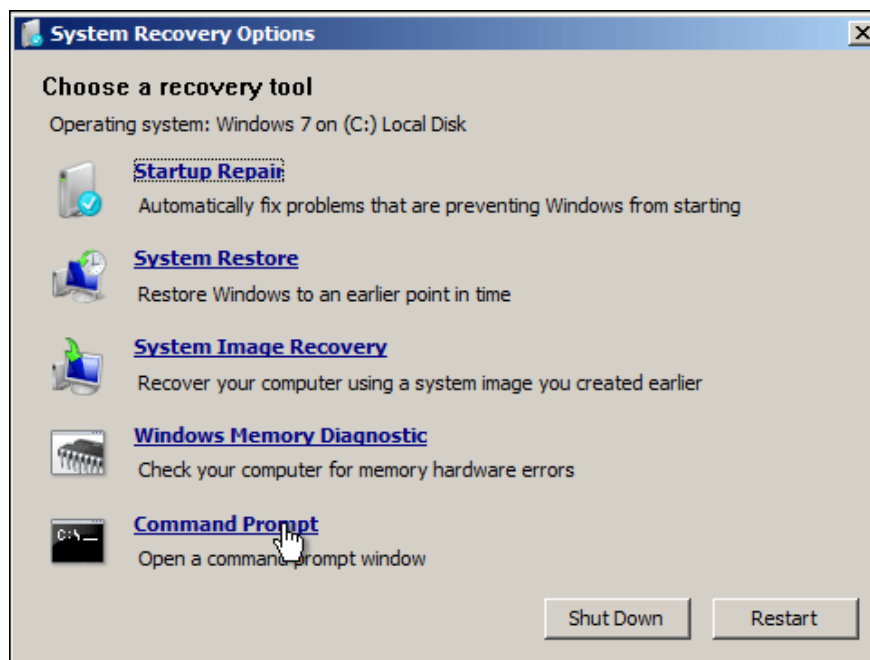 System Recovery Options
Choose a recovery tool
Operating system: Windows 7 on (C:) Local Disk
Startup Repair
Automatically fix problems that are preventing Windows from starting
System Restore
Restore Windows to an earlier point in time
System Image Recovery
Recover your computer using a system image you created earlier
Windows Memory Diagnostic
Check your computer for memory hardware errors
C:\_
Command Prompt
Open a command prompt window
Shut Down Restart